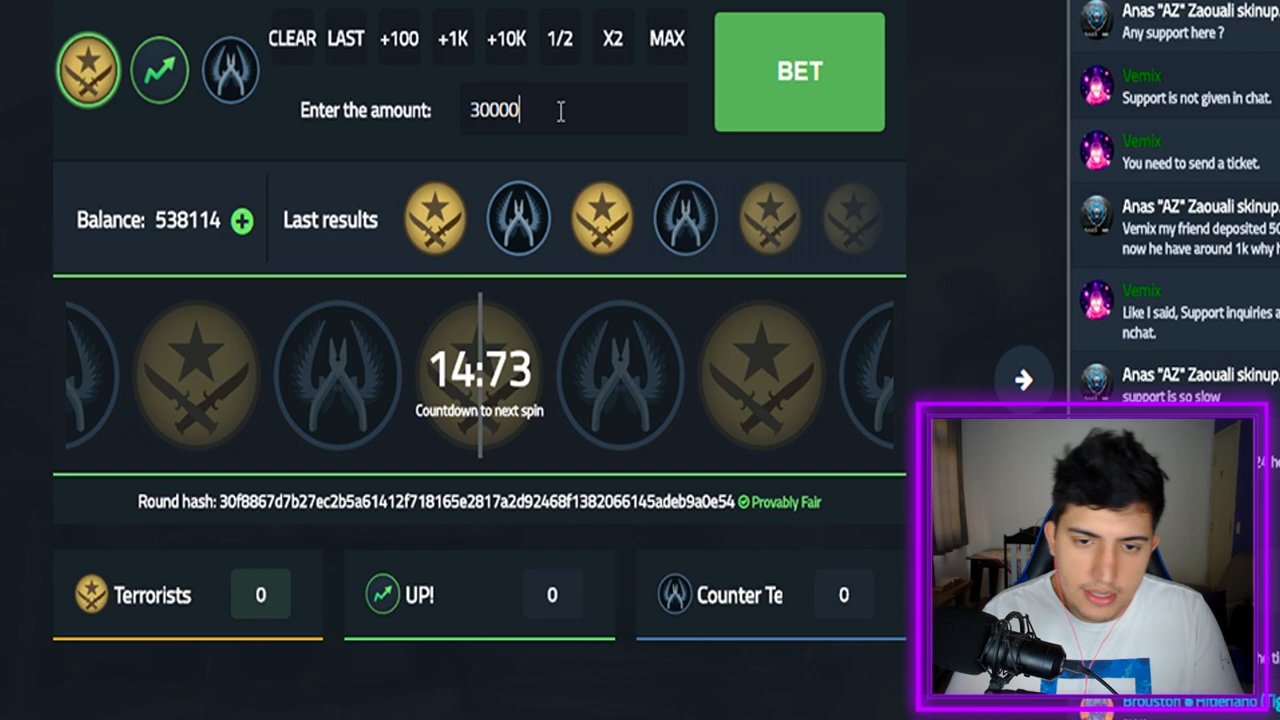 CLEAR LAST +100 +1K +10K 1/2 X2 MAX
BET
Enter the amount: 30000
Balance: 538114
Last results
14:73
Countdown to next spin
Round hash: 30f8867d7b27ec2b5a61412f718165e2817a2d92468f1382066145adeb9a0e54 Provably Fair
Terrorists 0
UP! 0
Counter Te 0
Anas "AZ" Zaouali skinup.
Any support here ?
Vemix
Support is not given in chat.
Vemix
You need to send a ticket.
Anas "AZ" Zaouali skinup.
Vemix my friend deposited 50
now he have around 1k why h
Vemix
Like I said, Support inquiries a
nchat.
Anas "AZ" Zaouali skinup.
support is so slow